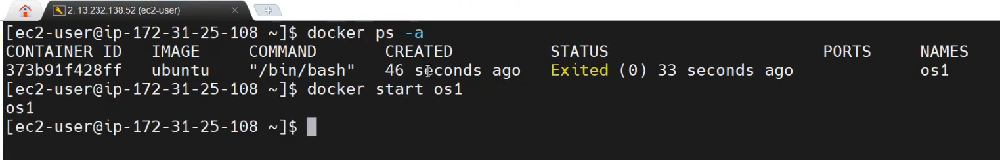 2. 13.232.138.52 (ec2-user)
[ec2-user@ip-172-31-25-108 ~]$ docker ps -a
CONTAINER ID   IMAGE     COMMAND       CREATED          STATUS                      PORTS     NAMES
373b91f428ff   ubuntu    "/bin/bash"   46 seconds ago   Exited (0) 33 seconds ago             os1
[ec2-user@ip-172-31-25-108 ~]$ docker start os1
os1
[ec2-user@ip-172-31-25-108 ~]$